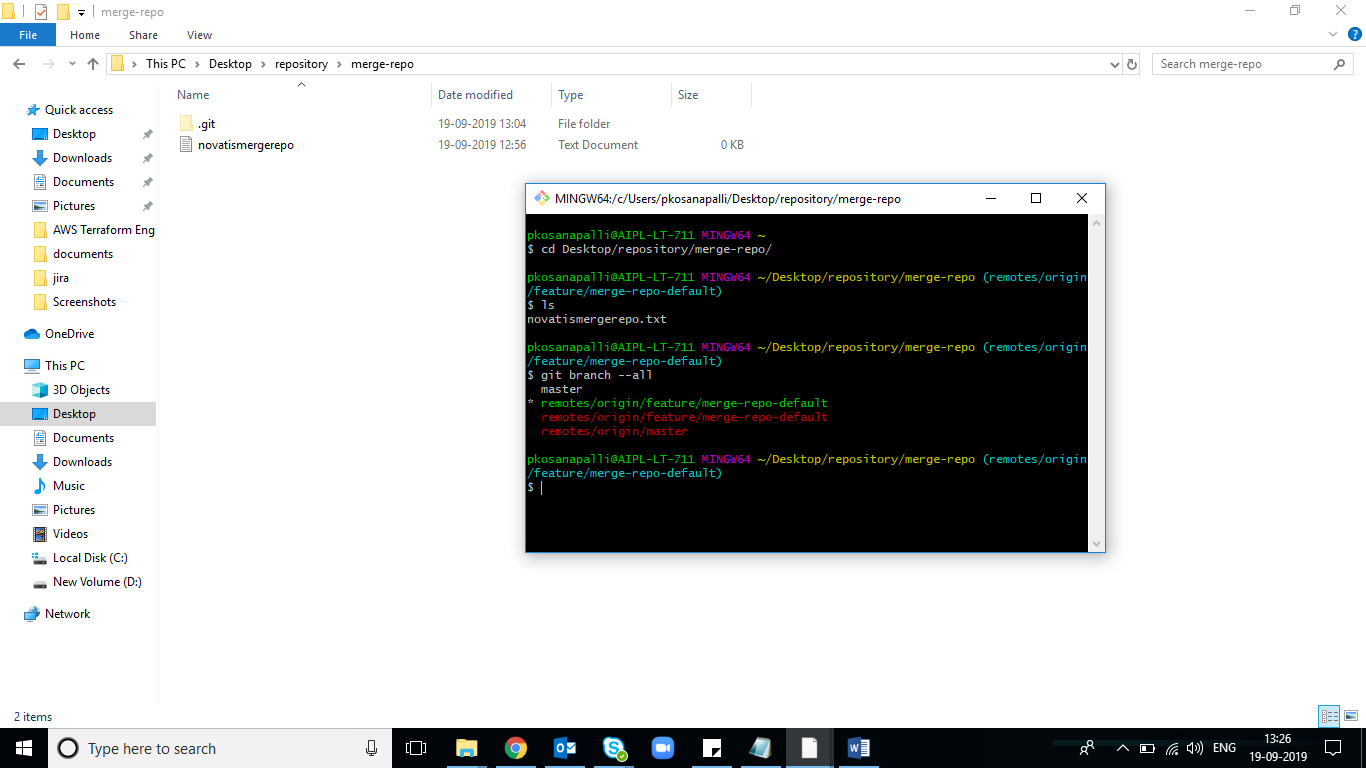 merge-repo
File Home Share View
This PC Desktop repository merge-repo
Search merge-repo
Name Date modified Type Size
.git 19-09-2019 13:04 File folder
novatismergerepo 19-09-2019 12:56 Text Document 0 KB
Quick access
Desktop
Downloads
Documents
Pictures
AWS Terraform Eng
documents
jira
Screenshots
OneDrive
This PC
3D Objects
Desktop
Documents
Downloads
Music
Pictures
Videos
Local Disk (C:)
New Volume (D:)
Network
MINGW64:/c/Users/pkosanapalli/Desktop/repository/merge-repo
pkosanapalli@AIPL-LT-711 MINGW64 ~
$ cd Desktop/repository/merge-repo/
pkosanapalli@AIPL-LT-711 MINGW64 ~/Desktop/repository/merge-repo (remotes/origin
/feature/merge-repo-default)
$ ls
novatismergerepo.txt
pkosanapalli@AIPL-LT-711 MINGW64 ~/Desktop/repository/merge-repo (remotes/origin
/feature/merge-repo-default)
$ git branch --all
master
* remotes/origin/feature/merge-repo-default
remotes/origin/feature/merge-repo-default
remotes/origin/master
pkosanapalli@AIPL-LT-711 MINGW64 ~/Desktop/repository/merge-repo (remotes/origin
/feature/merge-repo-default)
$
2 items
Type here to search
ENG
13:26
19-09-2019